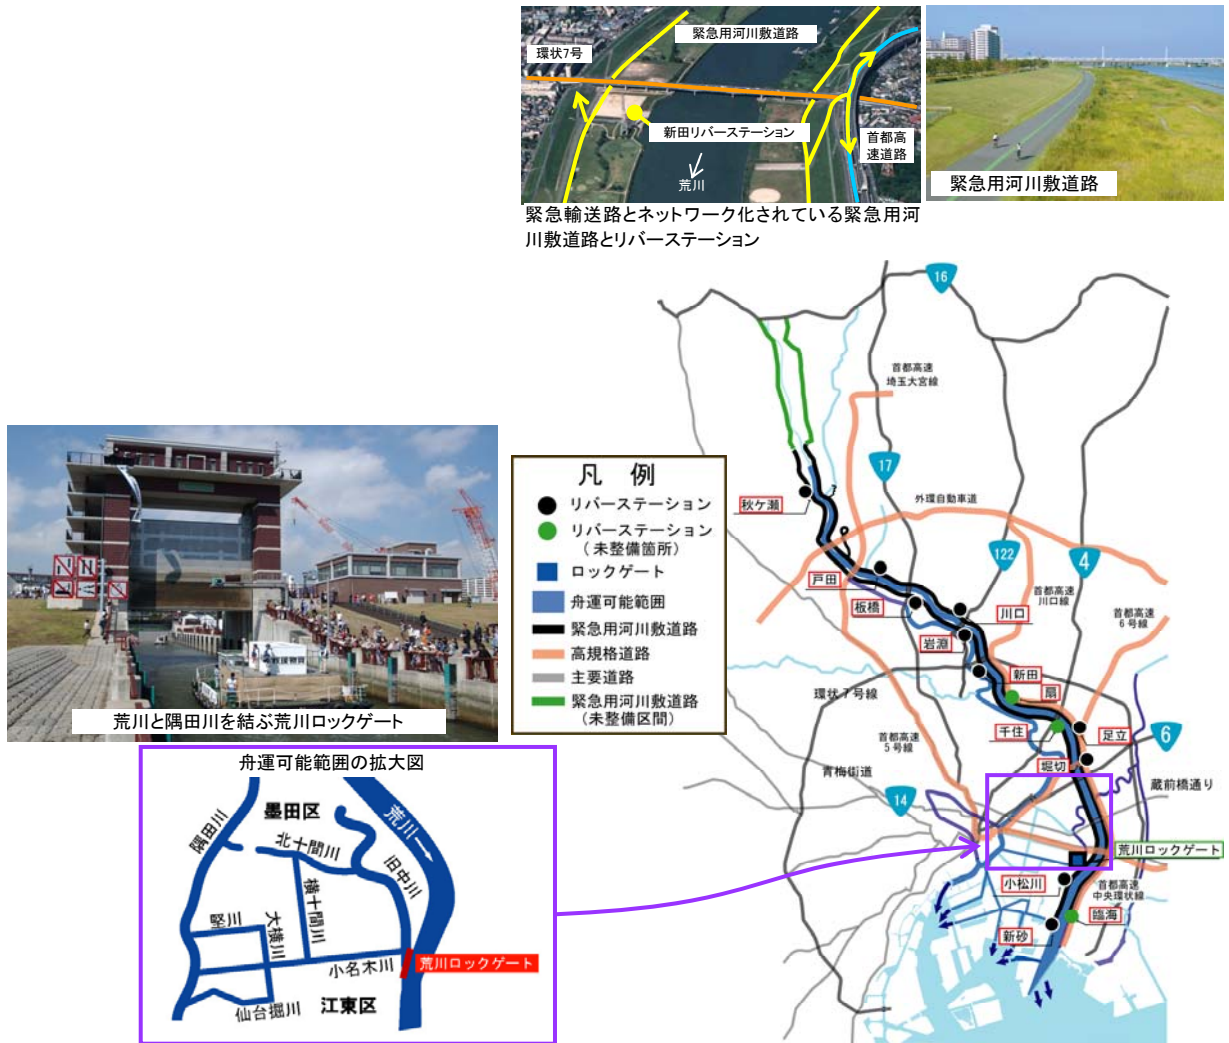 緊急用河川敷道路
環状7号
新田リバーステーション
首都高
速道路
荒川
緊急用河川敷道路
緊急輸送路とネットワーク化されている緊急用河
川敷道路とリバーステーション
荒川と隅田川を結ぶ荒川ロックゲート
凡 例
リバーステーション
リバーステーション
(未整備箇所)
ロックゲート
舟運可能範囲
緊急用河川敷道路
高規格道路
主要道路
緊急用河川敷道路
(未整備区間)
16
首都高速
埼玉大宮線
17
秋ケ瀬
外環自動車道
122
4
戸田
板橋
川口
首都高速
川口線
首都高速
6号線
岩淵
新田
扇
環状7号線
千住
足立
6
首都高速
5号線
堀切
青梅街道
蔵前橋通り
14
荒川ロックゲート
小松川
首都高速
中央環状線
臨海
新砂
舟運可能範囲の拡大図
墨田区
隅田川
荒川
北十間川
旧中川
横十間川
竪川
大横川
小名木川
荒川ロックゲート
仙台掘川
江東区